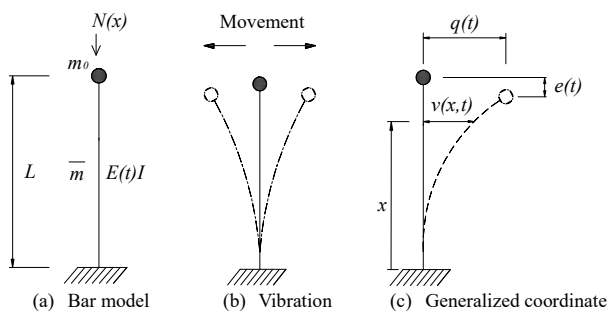 N(x)
m₀
L
m̅
E(t)I
(a) Bar model
Movement
(b) Vibration
q(t)
e(t)
v(x,t)
x
(c) Generalized coordinate